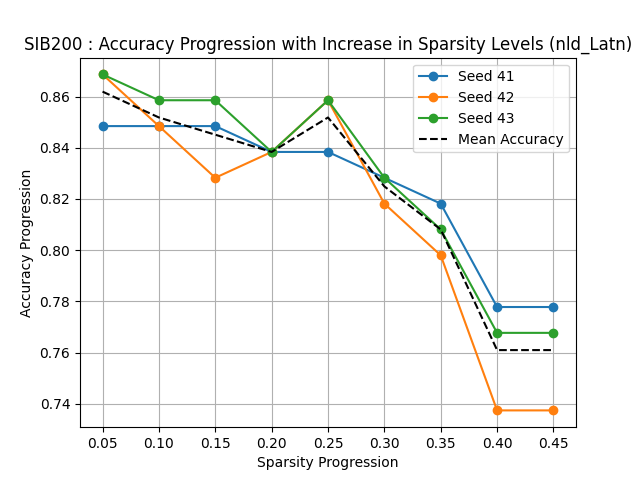 SIB200 : Accuracy Progression with Increase in Sparsity Levels (nld_Latn)
Seed 41
Seed 42
Seed 43
Mean Accuracy
Accuracy Progression
0.86
0.84
0.82
0.80
0.78
0.76
0.74
0.05 0.10 0.15 0.20 0.25 0.30 0.35 0.40 0.45
Sparsity Progression